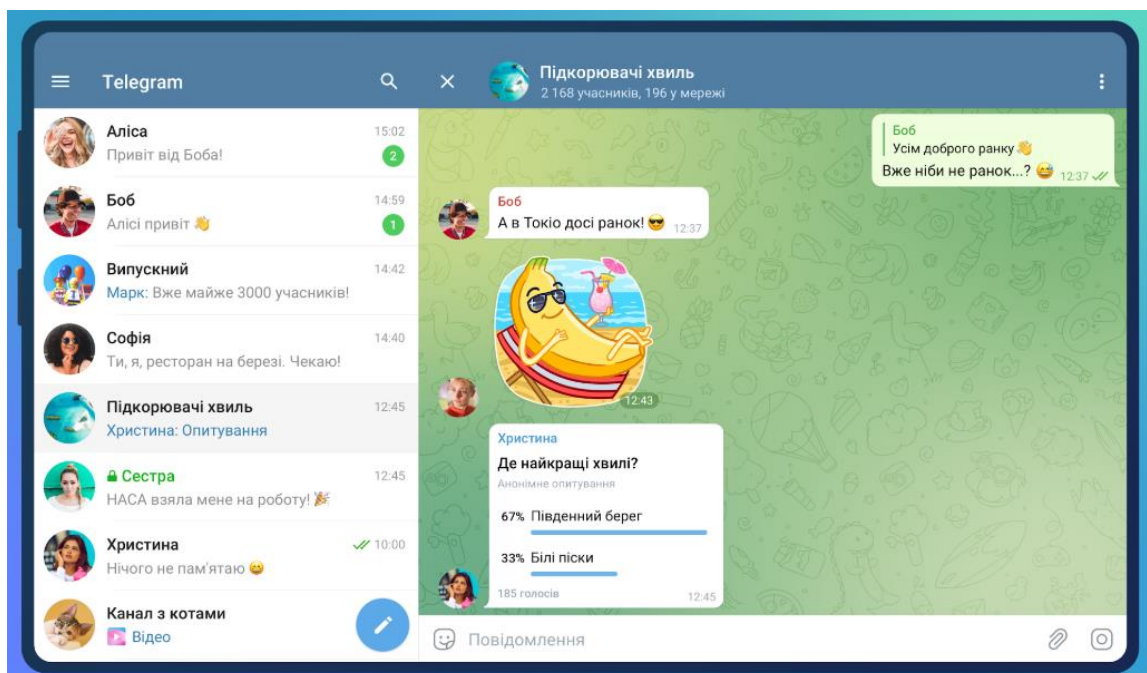 Telegram
Аліса 15:02
Привіт від Боба! 2
Боб 14:59
Алісі привіт 👋 1
Випускний 14:42
Марк: Вже майже 3000 учасників!
Софія 14:40
Ти, я, ресторан на березі. Чекаю!
Підкорювачі хвиль 12:45
Христина: Опитування
Сестра 12:45
НАСА взяла мене на роботу! 🎉
Христина 10:00
Нічого не пам'ятаю 😄
Канал з котами
Відео
Підкорювачі хвиль
2 168 учасників, 196 у мережі
Боб
Усім доброго ранку 👋
Вже ніби не ранок...? 😅 12:37
Боб
А в Токіо досі ранок! 😎 12:37
12:43
Христина
Де найкращі хвилі?
Анонімне опитування
67% Південний берег
33% Білі піски
185 голосів 12:45
Повідомлення